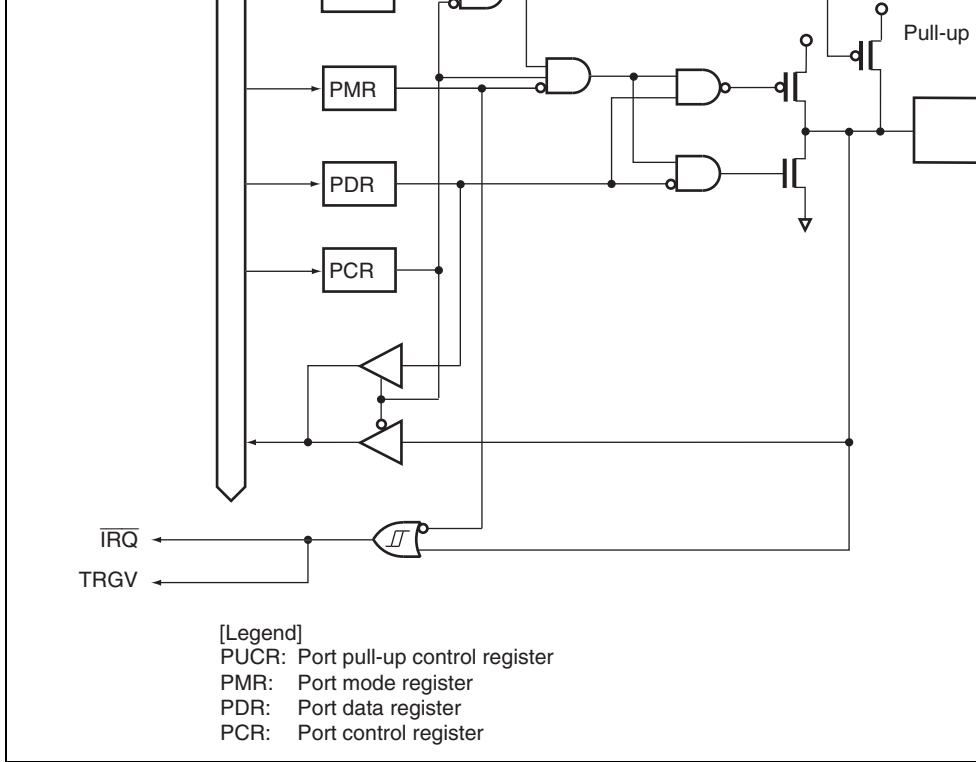 Pull-up
PMR
PDR
PCR
IRQ
TRGV
[Legend]
PUCR: Port pull-up control register
PMR: Port mode register
PDR: Port data register
PCR: Port control register